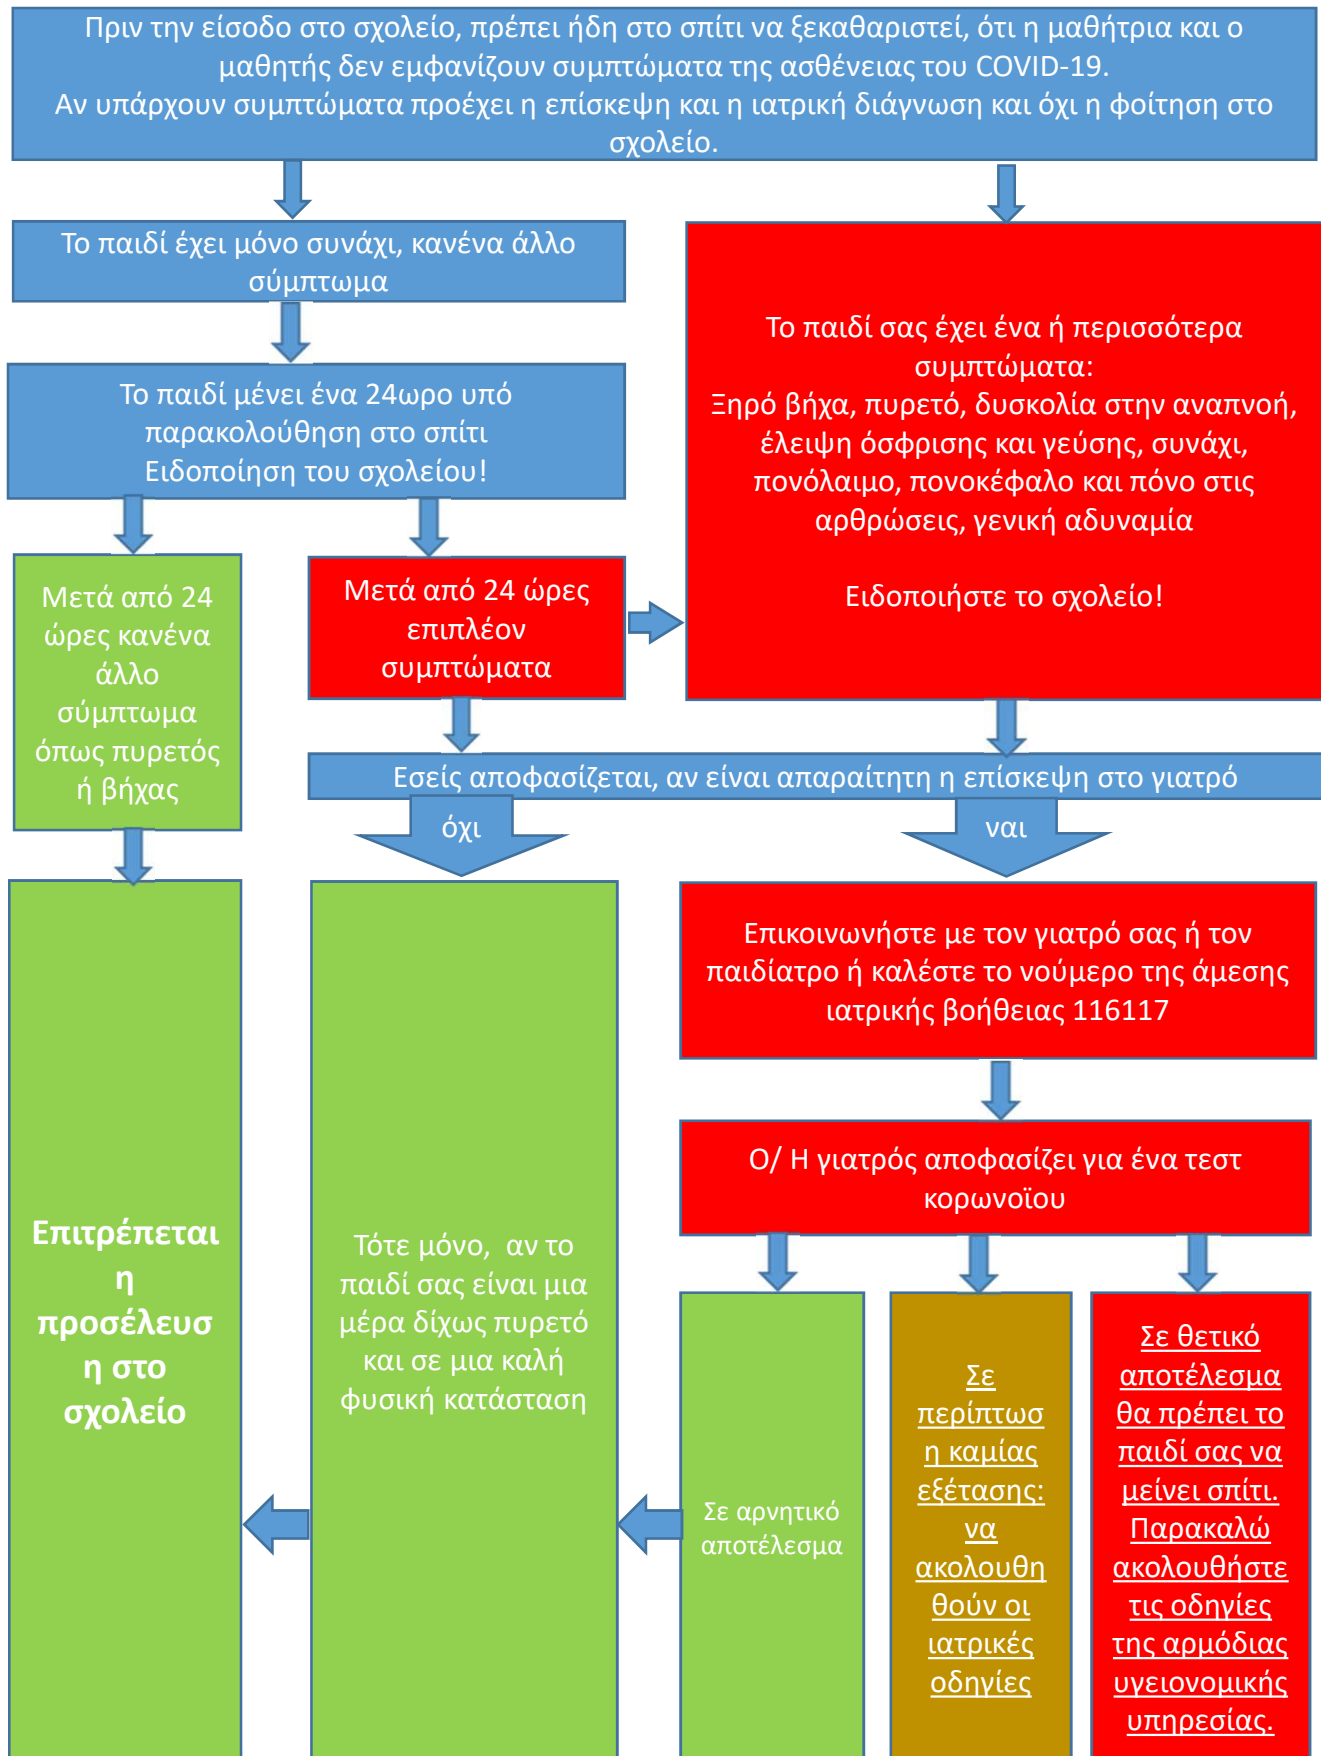 Πριν την είσοδο στο σχολείο, πρέπει ήδη στο σπίτι να ξεκαθαριστεί, ότι η μαθήτρια και ο
μαθητής δεν εμφανίζουν συμπτώματα της ασθένειας του COVID-19.
Αν υπάρχουν συμπτώματα προέχει η επίσκεψη και η ιατρική διάγνωση και όχι η φοίτηση στο
σχολείο.
Το παιδί έχει μόνο συνάχι, κανένα άλλο
σύμπτωμα
Το παιδί μένει ένα 24ωρο υπό
παρακολούθηση στο σπίτι
Ειδοποίηση του σχολείου!
Το παιδί σας έχει ένα ή περισσότερα
συμπτώματα:
Ξηρό βήχα, πυρετό, δυσκολία στην αναπνοή,
έλειψη όσφρισης και γεύσης, συνάχι,
πονόλαιμο, πονοκέφαλο και πόνο στις
αρθρώσεις, γενική αδυναμία
Ειδοποιήστε το σχολείο!
Μετά από 24
ώρες κανένα
άλλο
σύμπτωμα
όπως πυρετός
ή βήχας
Μετά από 24 ώρες
επιπλέον
συμπτώματα
Εσείς αποφασίζεται, αν είναι απαραίτητη η επίσκεψη στο γιατρό
όχι
ναι
Επικοινωνήστε με τον γιατρό σας ή τον
παιδίατρο ή καλέστε το νούμερο της άμεσης
ιατρικής βοήθειας 116117
Ο/ Η γιατρός αποφασίζει για ένα τεστ
κορωνοϊου
Επιτρέπεται
η
προσέλευσ
η στο
σχολείο
Τότε μόνο, αν το
παιδί σας είναι μια
μέρα δίχως πυρετό
και σε μια καλή
φυσική κατάσταση
Σε αρνητικό
αποτέλεσμα
Σε
περίπτωσ
η καμίας
εξέτασης:
να
ακολουθη
θούν οι
ιατρικές
οδηγίες
Σε θετικό
αποτέλεσμα
θα πρέπει το
παιδί σας να
μείνει σπίτι.
Παρακαλώ
ακολουθήστε
τις οδηγίες
της αρμόδιας
υγειονομικής
υπηρεσίας.